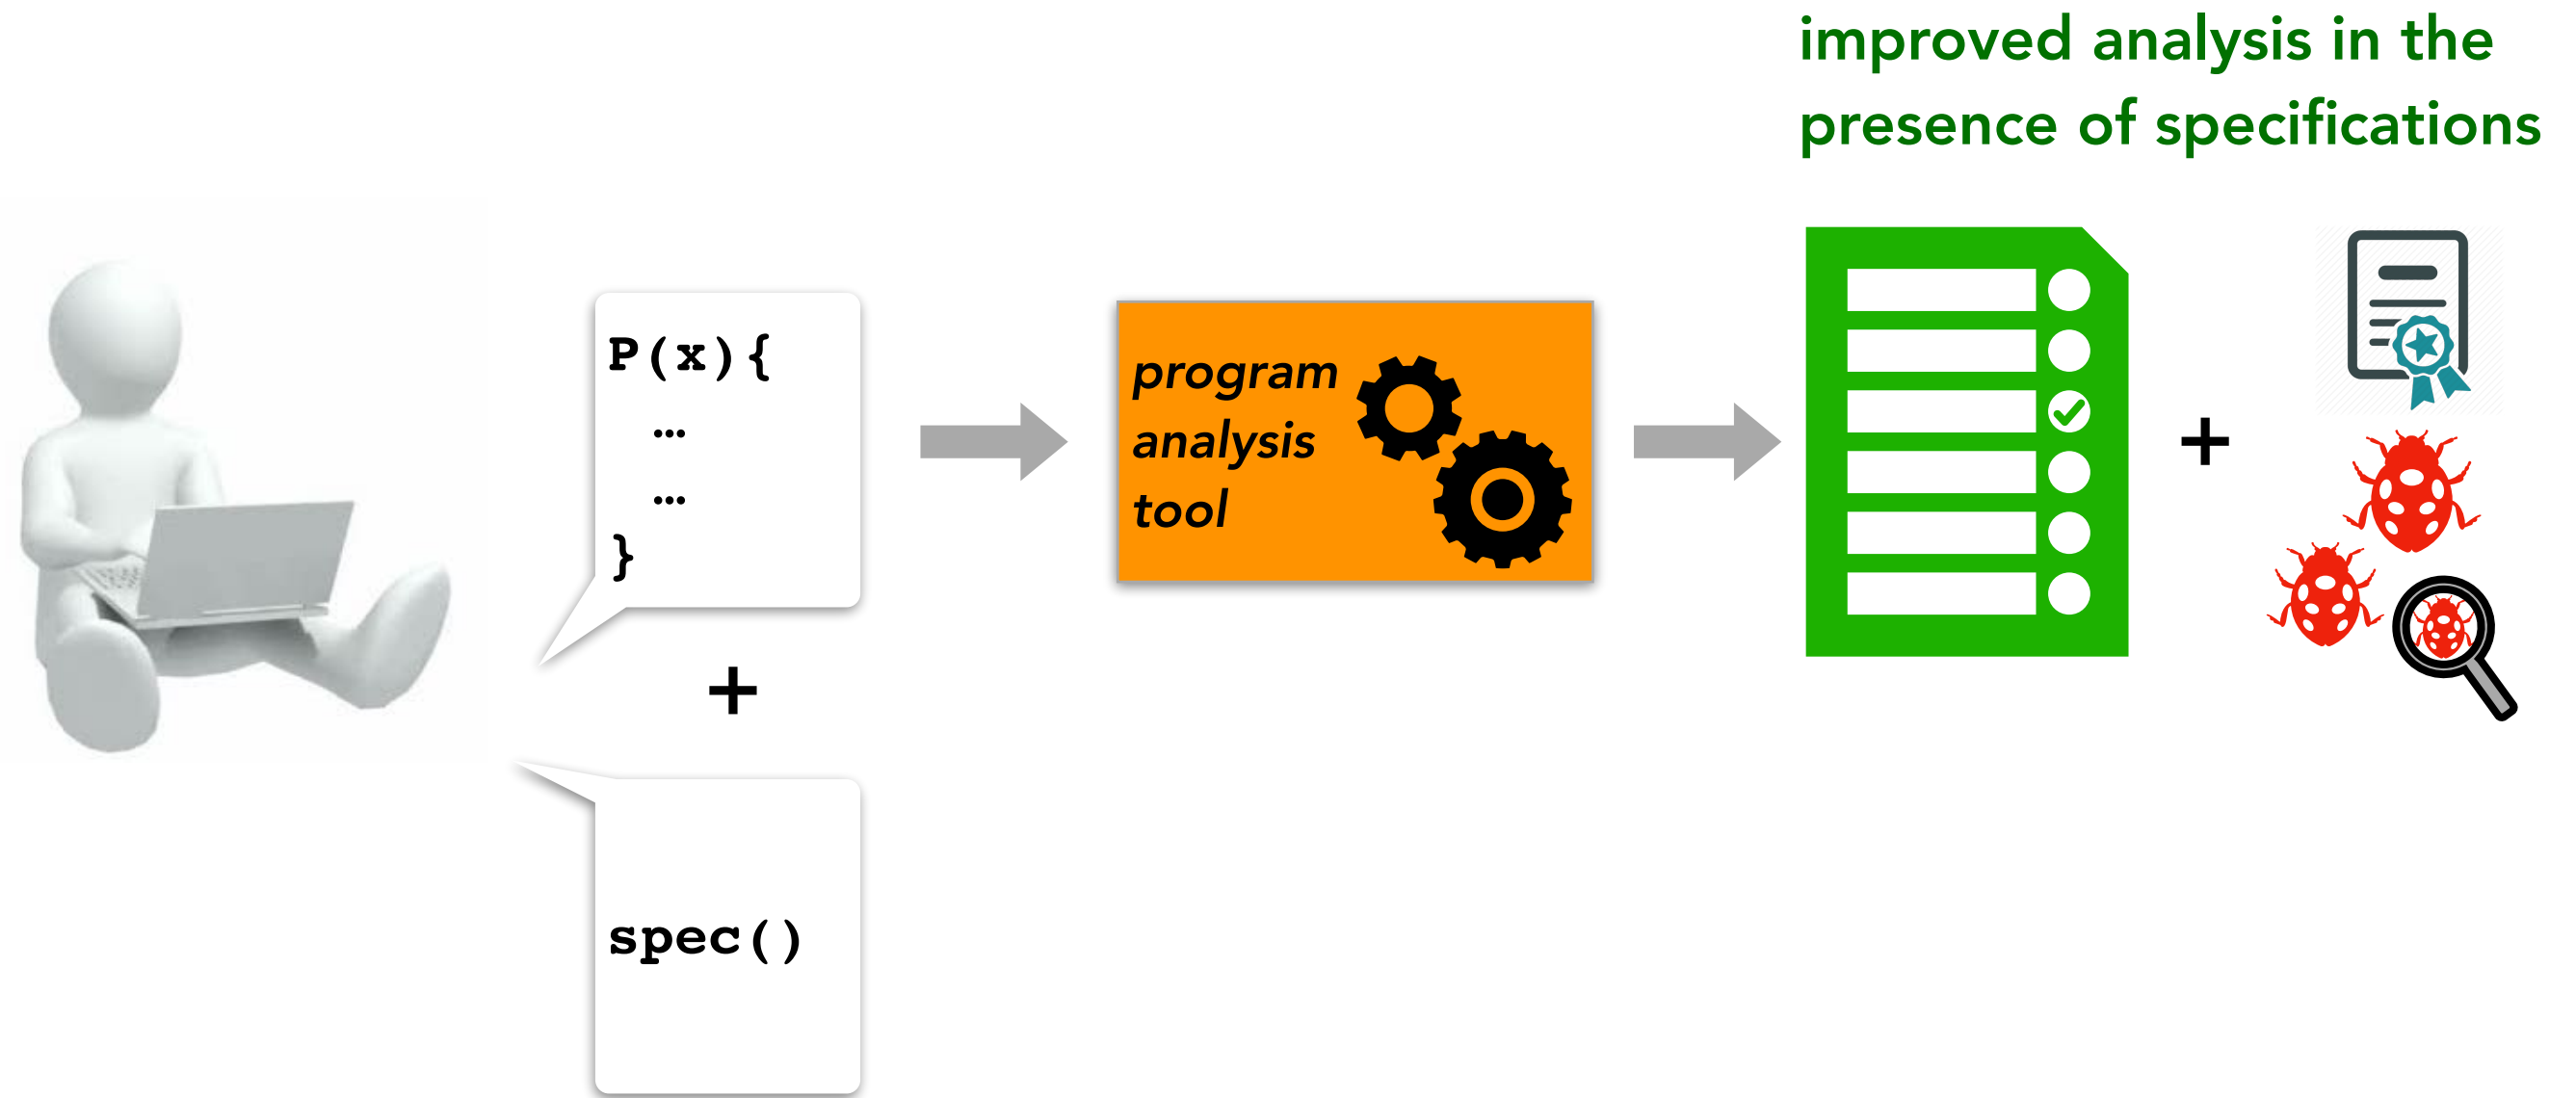 improved analysis in the
presence of specifications
P(x){
…
…
}
+
spec()
program
analysis
tool
+